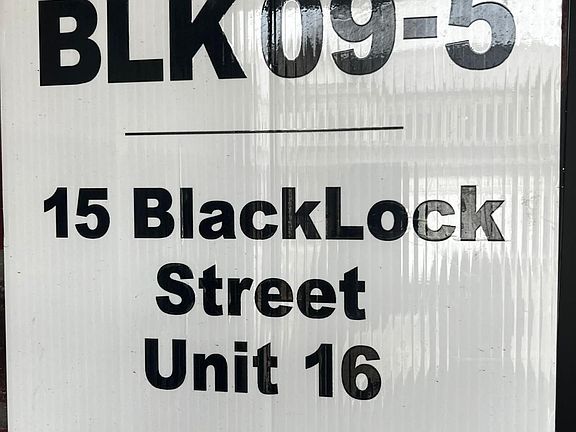 BLK 09-5
15 BlackLock
Street
Unit 16